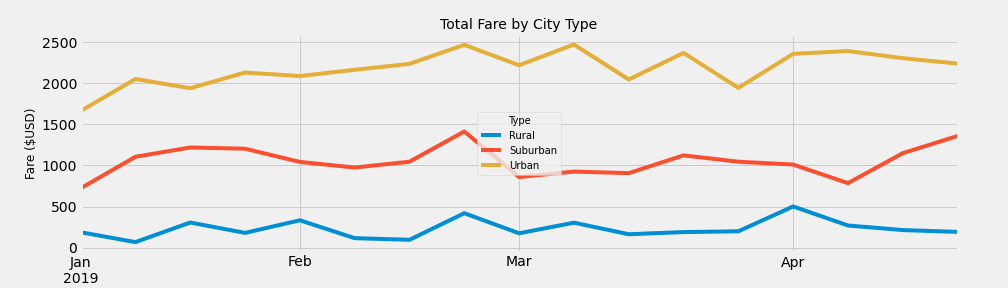 Total Fare by City Type
Fare ($USD)
2500
2000
1500
1000
500
0
Type
Rural
Suburban
Urban
Jan
2019
Feb
Mar
Apr